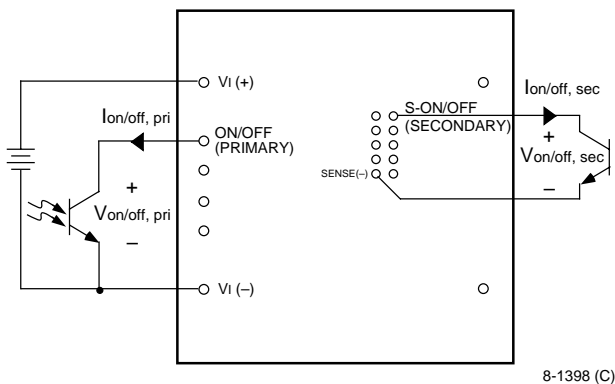 VI (+)
Ion/off, pri
ON/OFF
(PRIMARY)
+
Von/off, pri
–
VI (–)
S-ON/OFF
(SECONDARY)
SENSE(–)
Ion/off, sec
+
Von/off, sec
–
8-1398 (C)